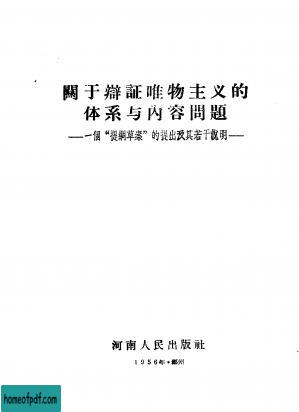 關于辯証唯物主义的
体系与內容問題
——一個“提綱草案”的提出及其若干說明——
河南人民出版社
1956年·鄭州
homeofpdf.com
homeofpdf.com